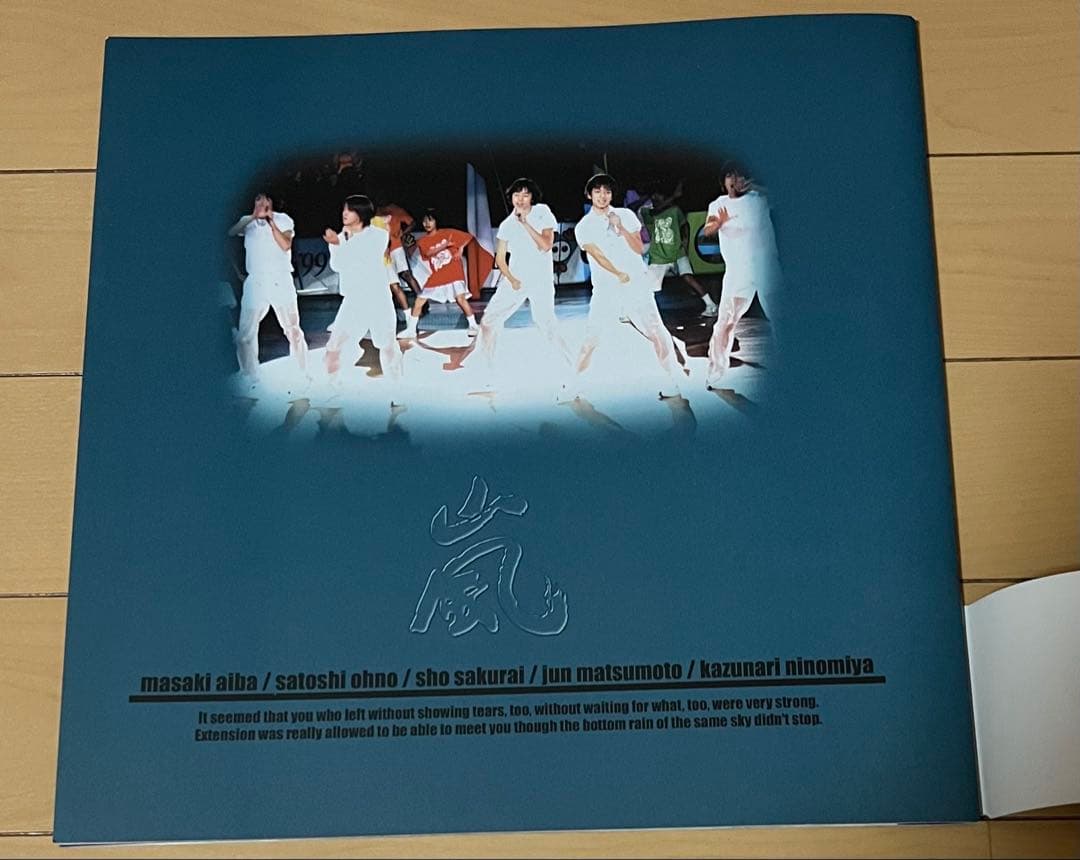 '99
嵐
masaki aiba / satoshi ohno / sho sakurai / jun matsumoto / kazunari ninomiya
It seemed that you who left without showing tears, too, without waiting for what, too, were very strong.
Extension was really allowed to be able to meet you though the bottom rain of the same sky didn't stop.